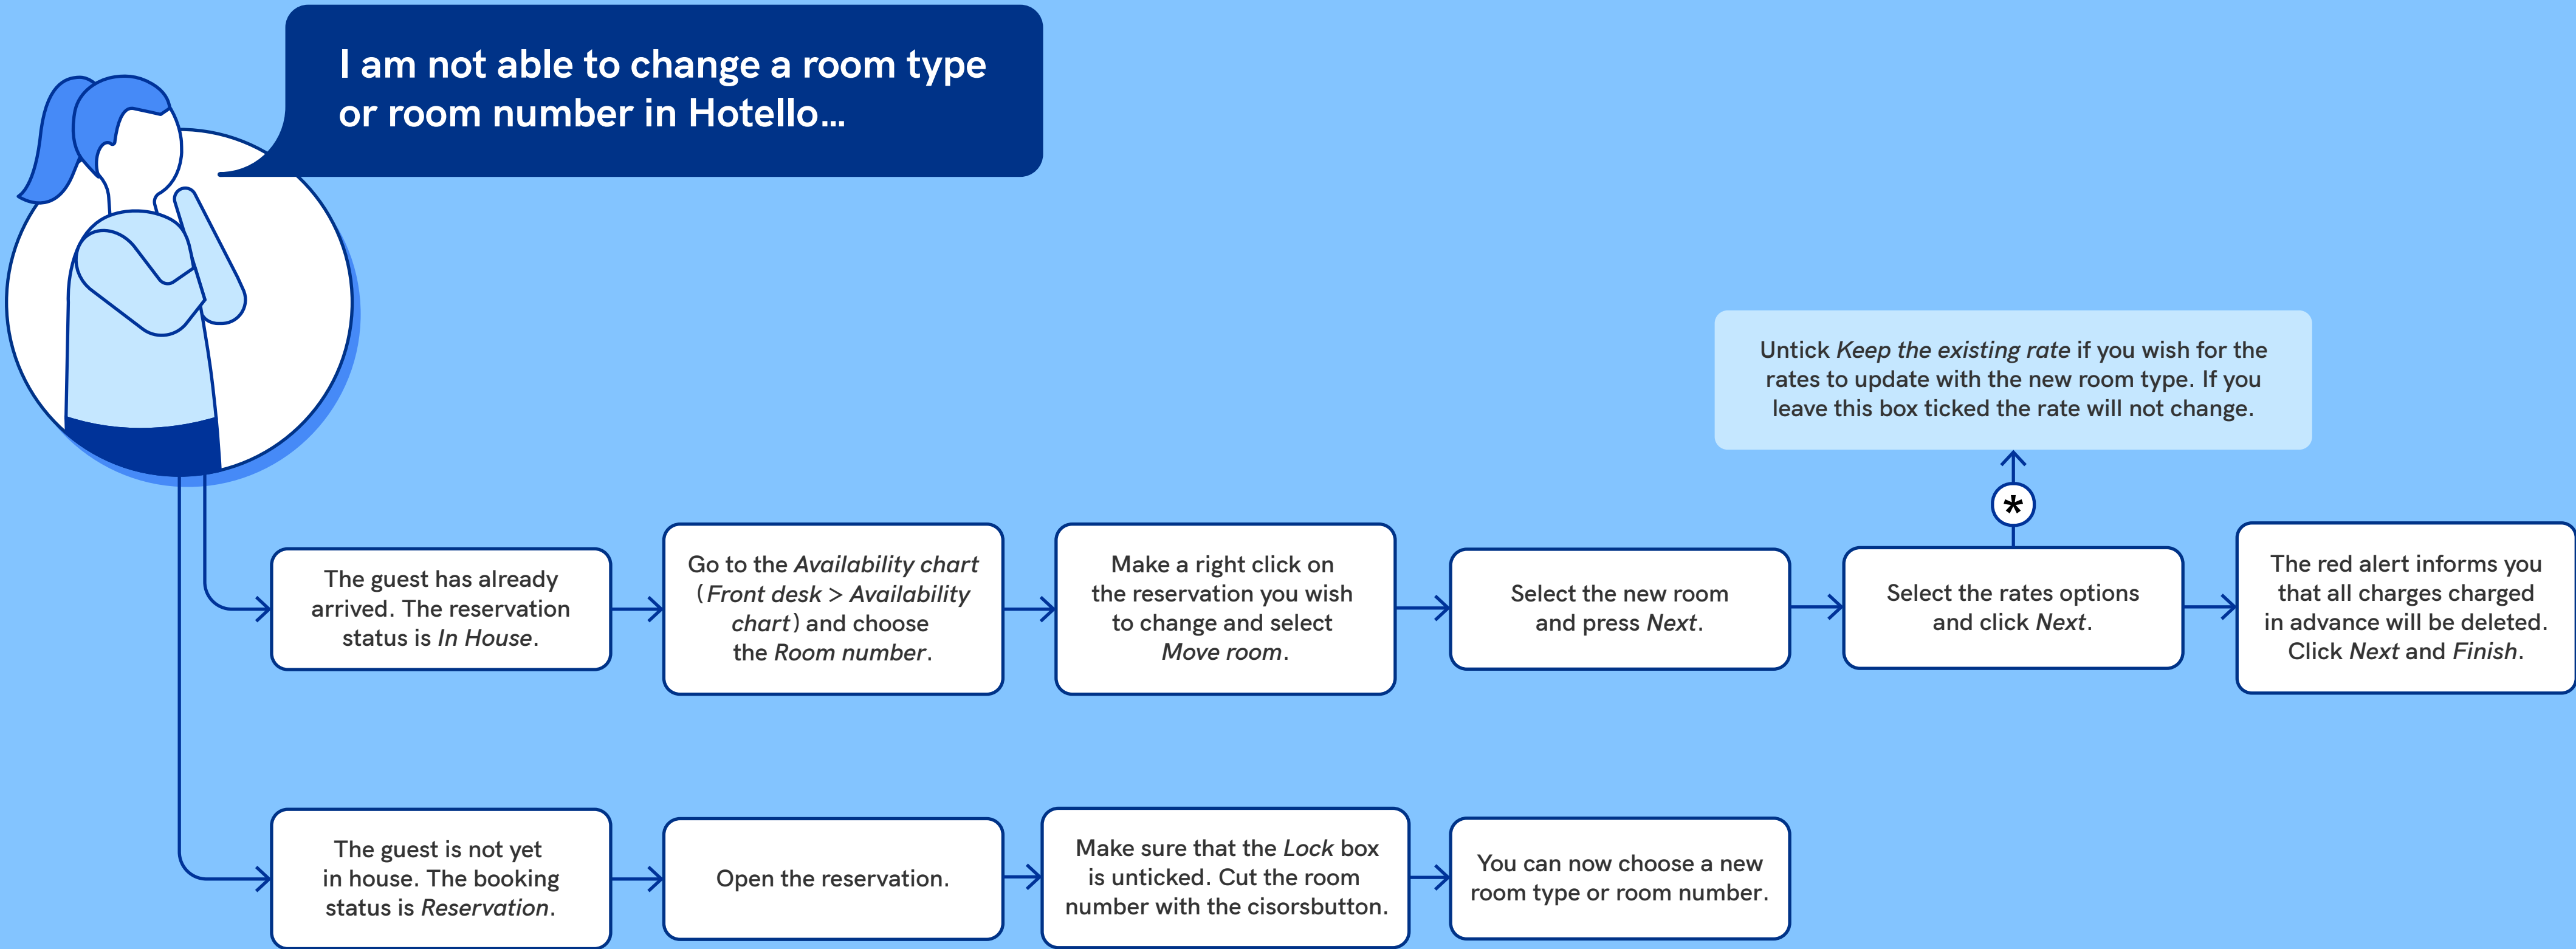 I am not able to change a room type
or room number in Hotello...
Untick Keep the existing rate if you wish for the
rates to update with the new room type. If you
leave this box ticked the rate will not change.
*
The guest has already
arrived. The reservation
status is In House.
Go to the Availability chart
(Front desk > Availability
chart) and choose
the Room number.
Make a right click on
the reservation you wish
to change and select
Move room.
Select the new room
and press Next.
Select the rates options
and click Next.
The red alert informs you
that all charges charged
in advance will be deleted.
Click Next and Finish.
The guest is not yet
in house. The booking
status is Reservation.
Open the reservation.
Make sure that the Lock box
is unticked. Cut the room
number with the cisorsbutton.
You can now choose a new
room type or room number.